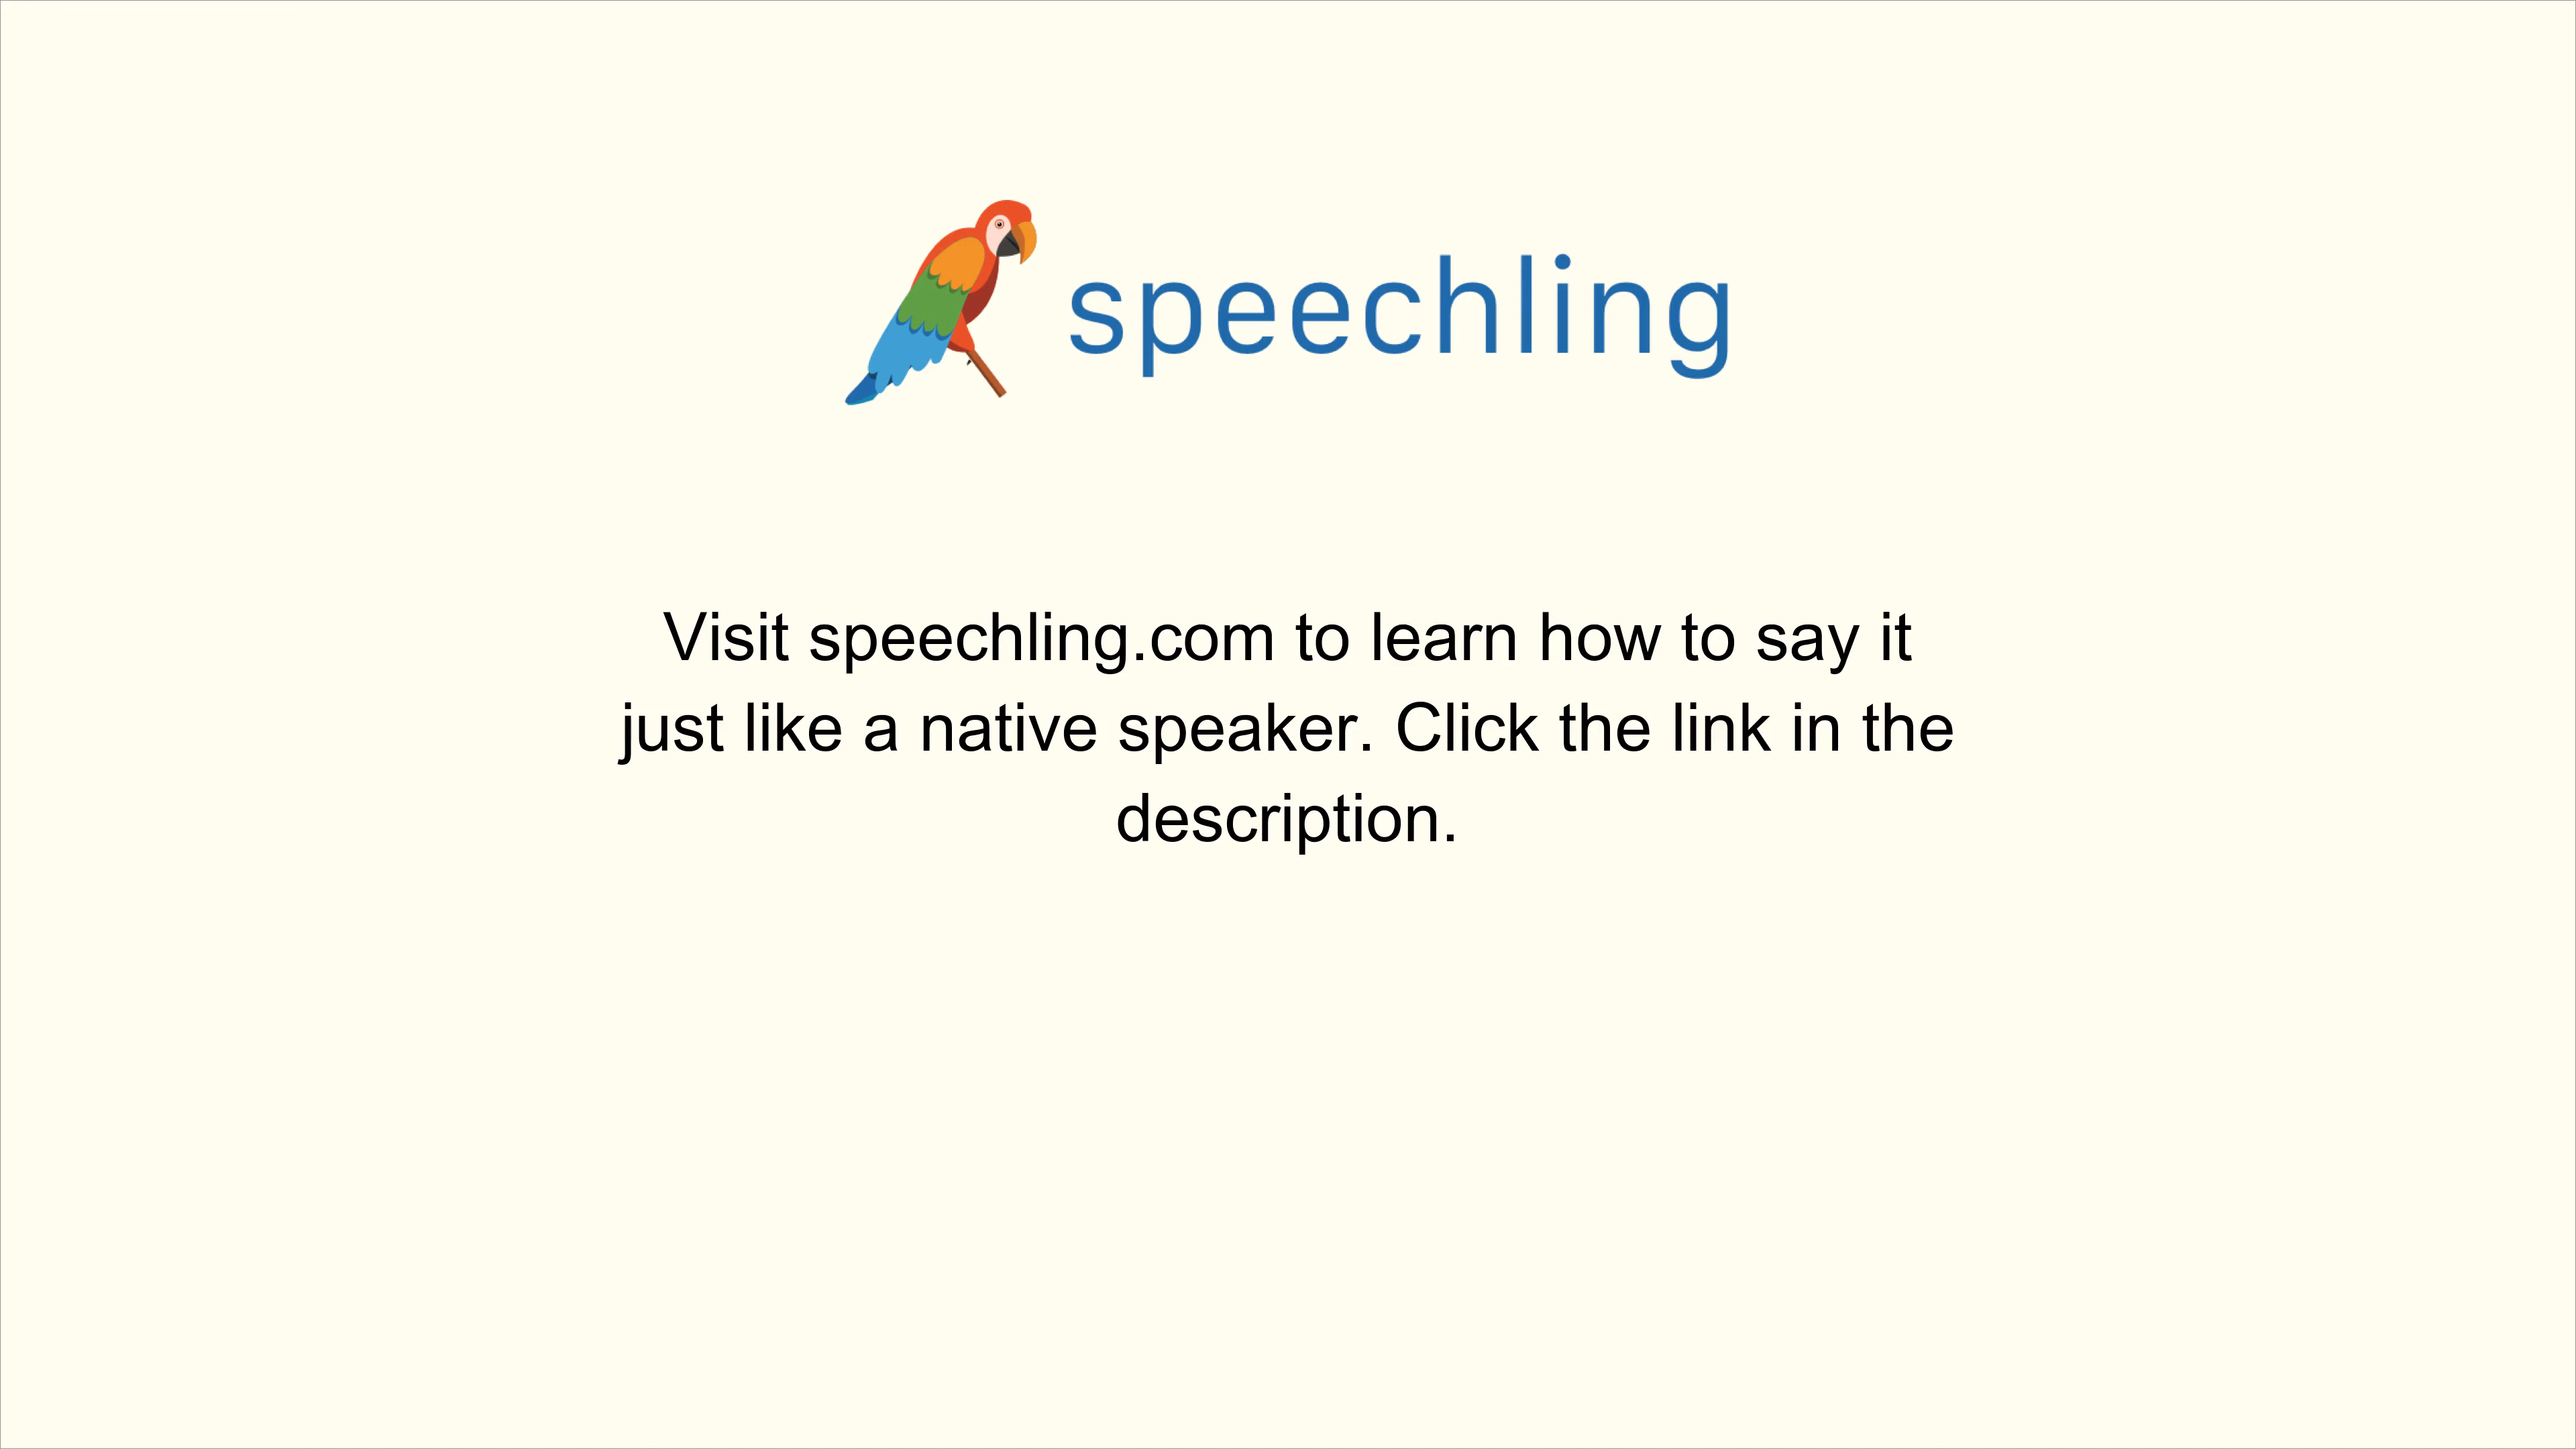 speechling
Visit speechling.com to learn how to say it
just like a native speaker. Click the link in the
description.